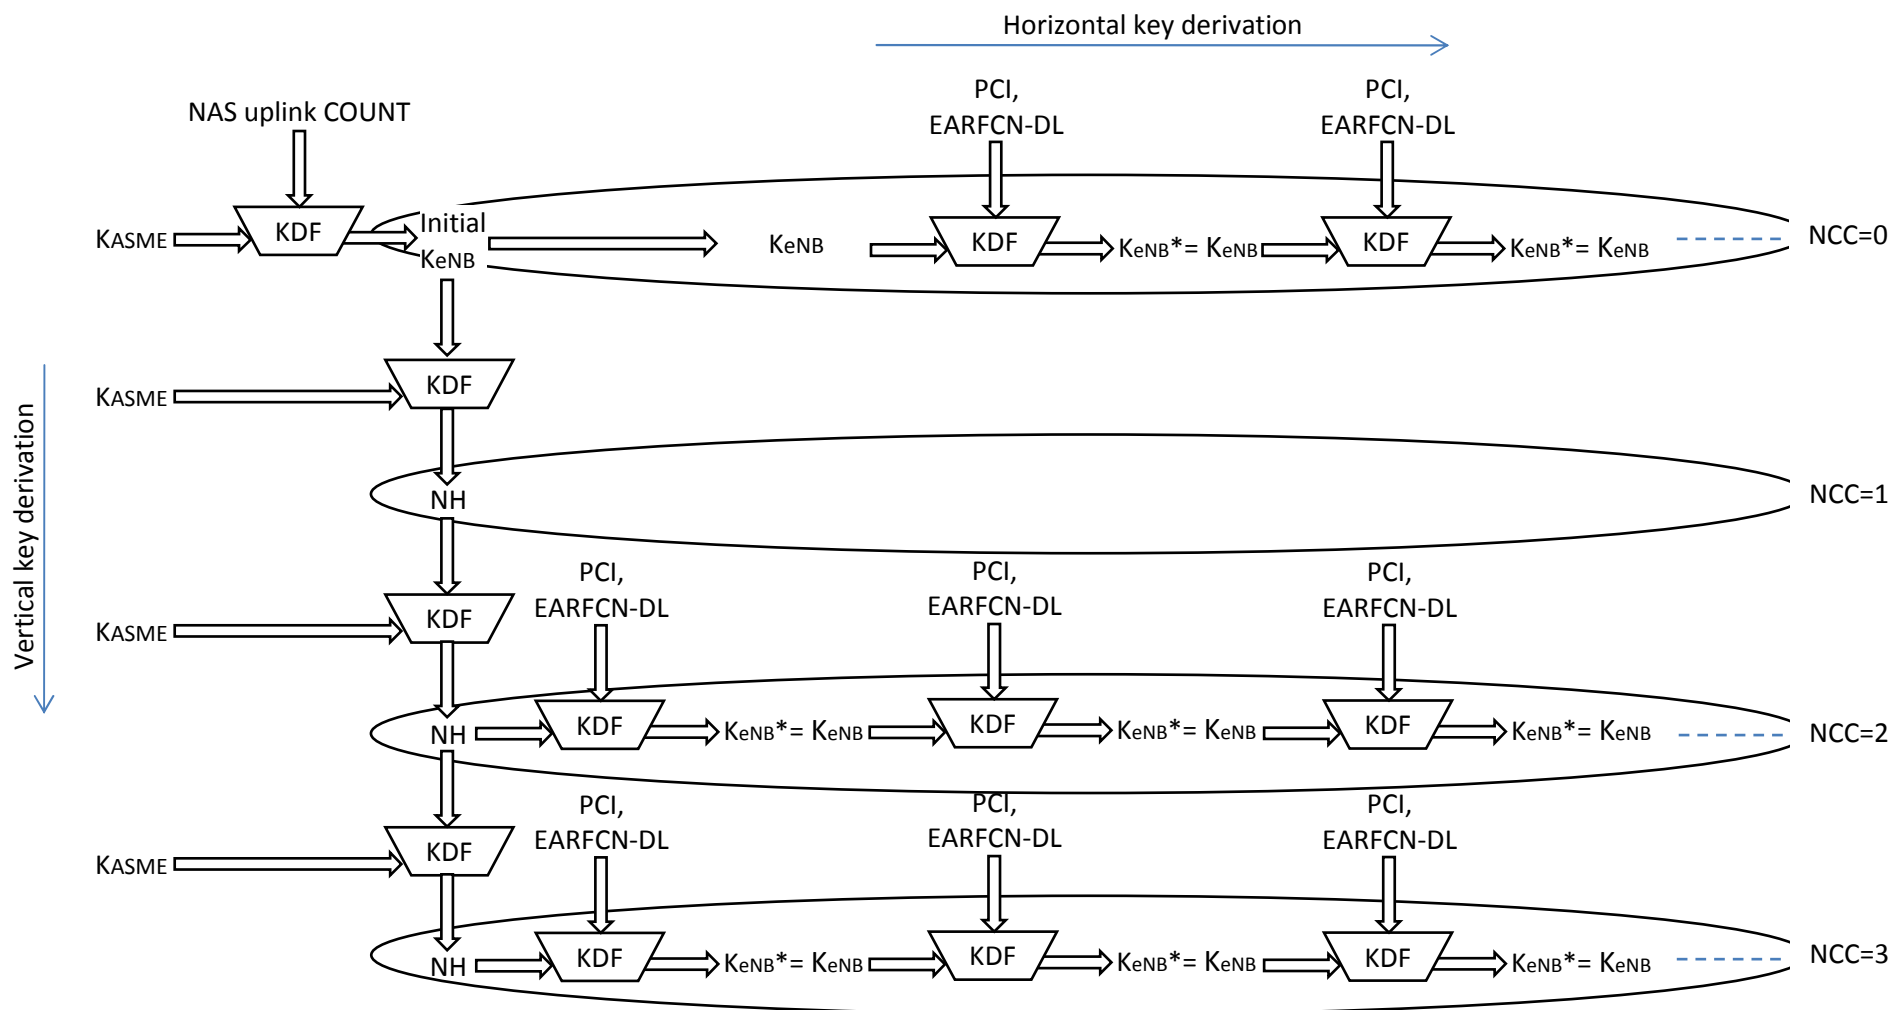 Horizontal key derivation
PCI,
EARFCN-DL
PCI,
EARFCN-DL
NAS uplink COUNT
KASME
KDF
Initial
KeNB
KeNB
KDF
KeNB*= KeNB
KDF
KeNB*= KeNB
NCC=0
Vertical key derivation
KASME
KDF
NH
NCC=1
PCI,
EARFCN-DL
PCI,
EARFCN-DL
PCI,
EARFCN-DL
KASME
KDF
NH
KDF
KeNB*= KeNB
KDF
KeNB*= KeNB
KDF
KeNB*= KeNB
NCC=2
PCI,
EARFCN-DL
PCI,
EARFCN-DL
PCI,
EARFCN-DL
KASME
KDF
NH
KDF
KeNB*= KeNB
KDF
KeNB*= KeNB
KDF
KeNB*= KeNB
NCC=3